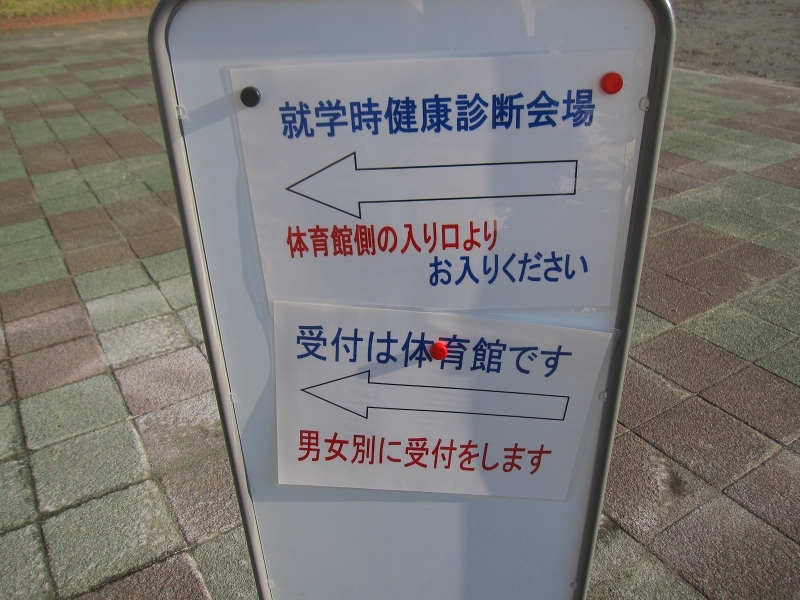 就学時健康診断会場
体育館側の入り口より
お入りください
受付は体育館です
男女別に受付をします